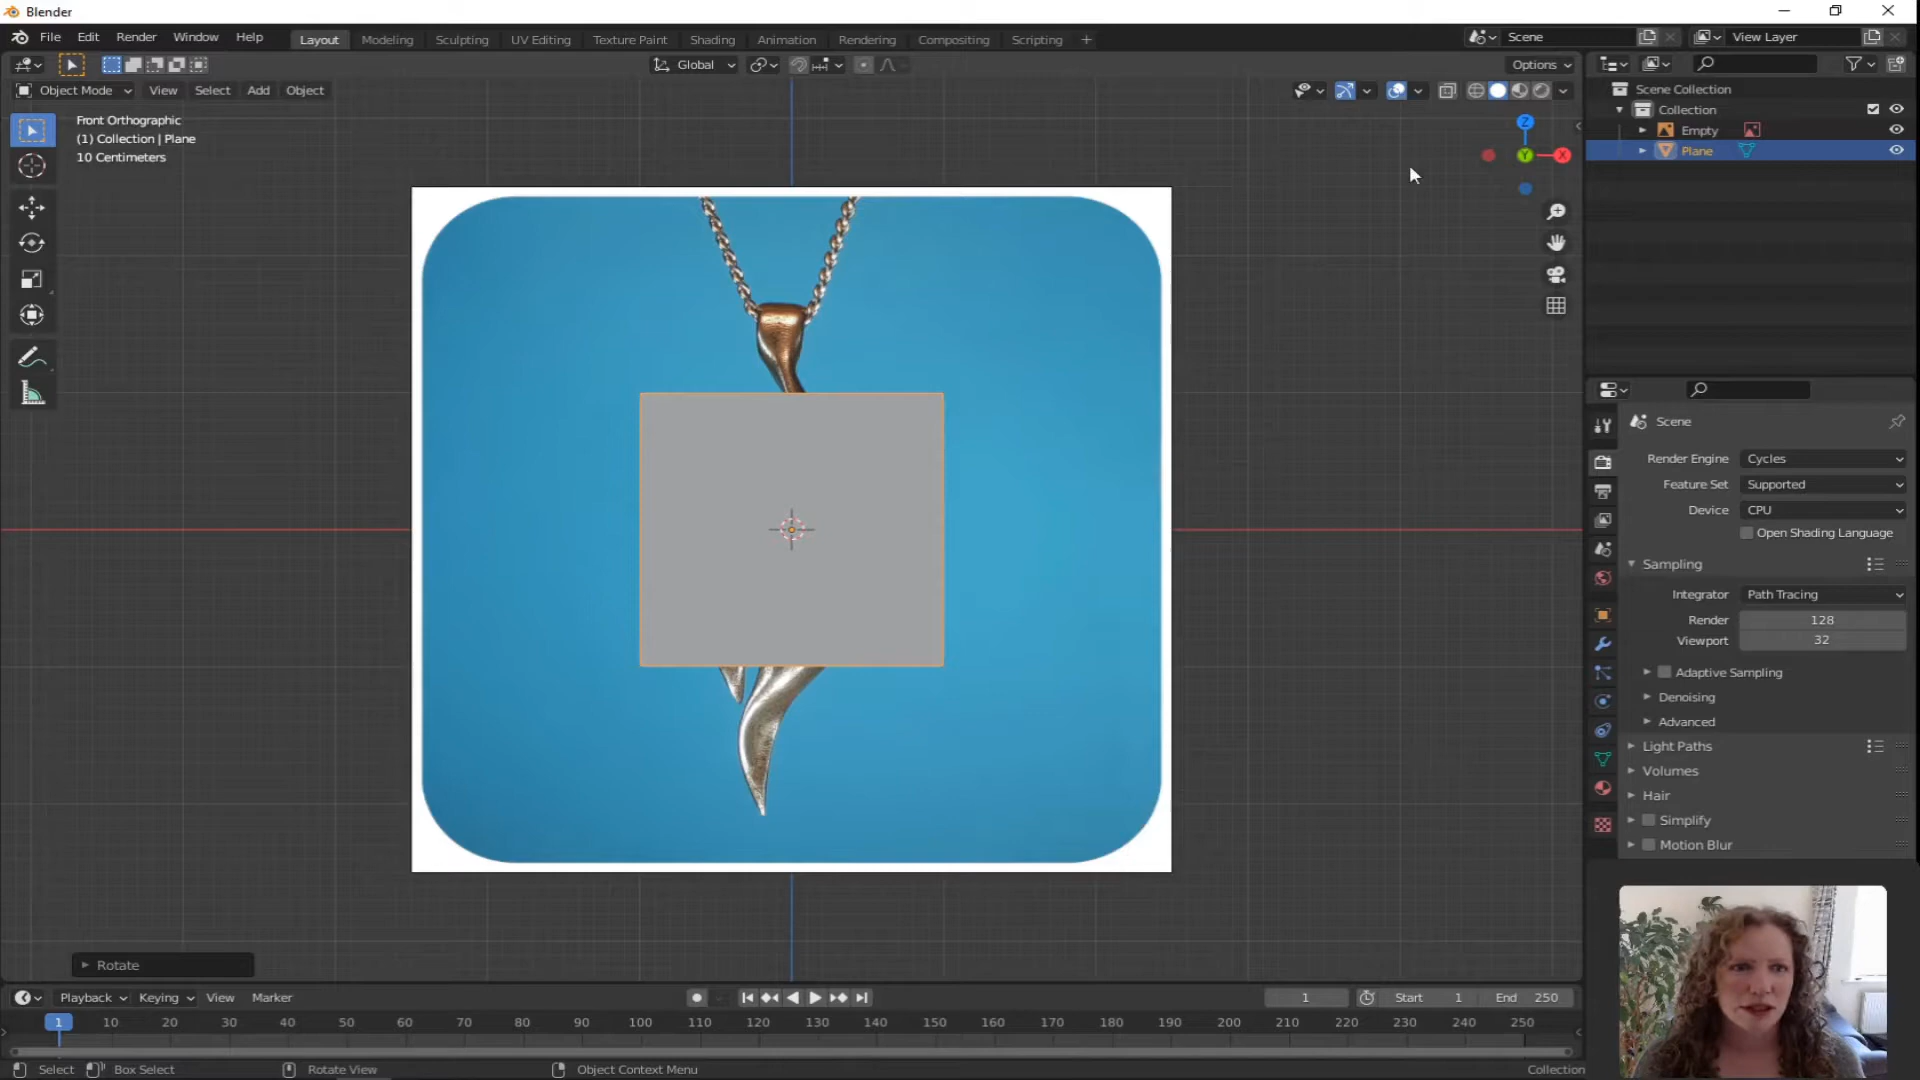 Blender
File Edit Render Window Help Layout Modeling Sculpting UV Editing Texture Paint Shading Animation Rendering Compositing Scripting + Scene View Layer
Global Options
Object Mode View Select Add Object
Front Orthographic
(1) Collection | Plane
10 Centimeters
Z
Y X
Scene Collection
Collection
Empty
Plane
Scene
Render Engine Cycles
Feature Set Supported
Device CPU
Open Shading Language
Sampling
Integrator Path Tracing
Render 128
Viewport 32
Adaptive Sampling
Denoising
Advanced
Light Paths
Volumes
Hair
Simplify
Motion Blur
Rotate
Playback Keying View Marker 1 Start 1 End 250
1 10 20 30 40 50 60 70 80 90 100 110 120 130 140 150 160 170 180 190 200 210 220 230 240 250
Select Box Select Rotate View Object Context Menu Collection